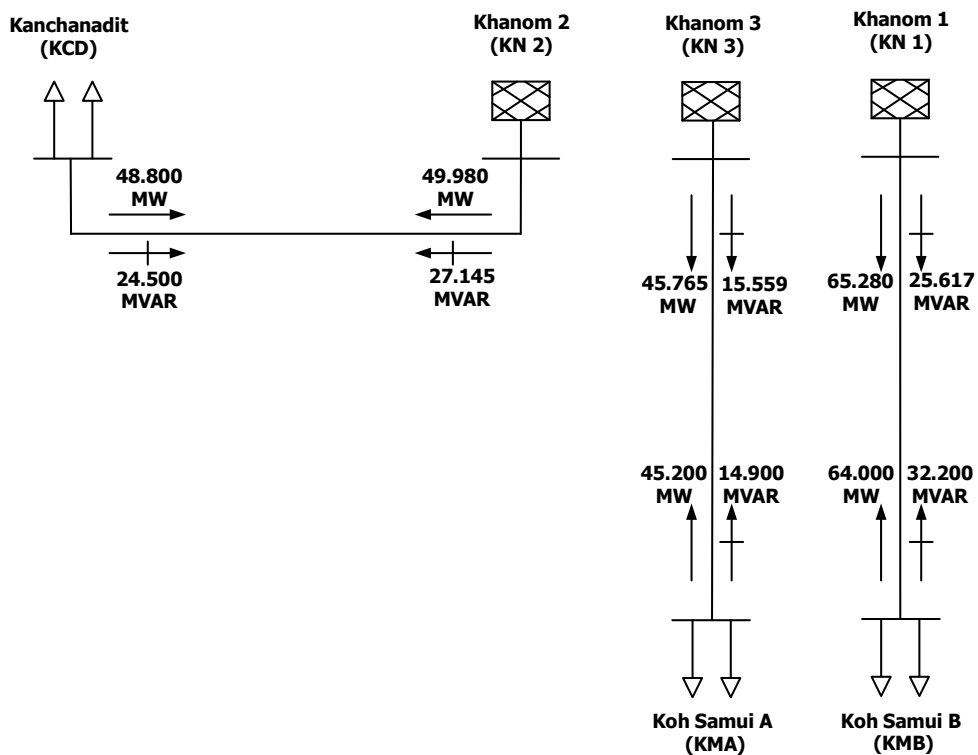 Kanchanadit
(KCD)
Khanom 2
(KN 2)
Khanom 3
(KN 3)
Khanom 1
(KN 1)
48.800
MW
49.980
MW
24.500
MVAR
27.145
MVAR
45.765
MW
15.559
MVAR
65.280
MW
25.617
MVAR
45.200
MW
14.900
MVAR
64.000
MW
32.200
MVAR
Koh Samui A
(KMA)
Koh Samui B
(KMB)